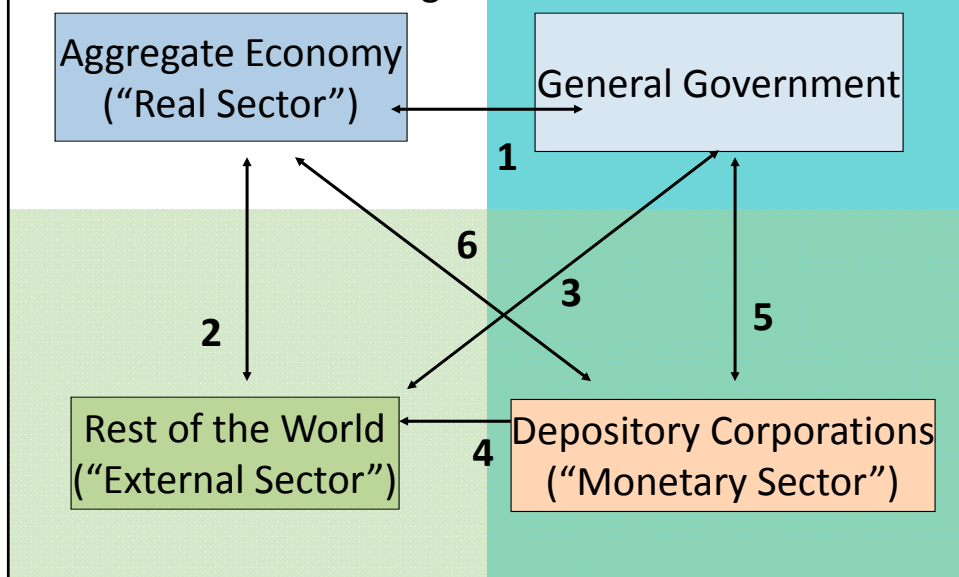 Aggregate Economy
(“Real Sector”)
General Government
1
6
3
2
5
Rest of the World
(“External Sector”)
4
Depository Corporations
(“Monetary Sector”)